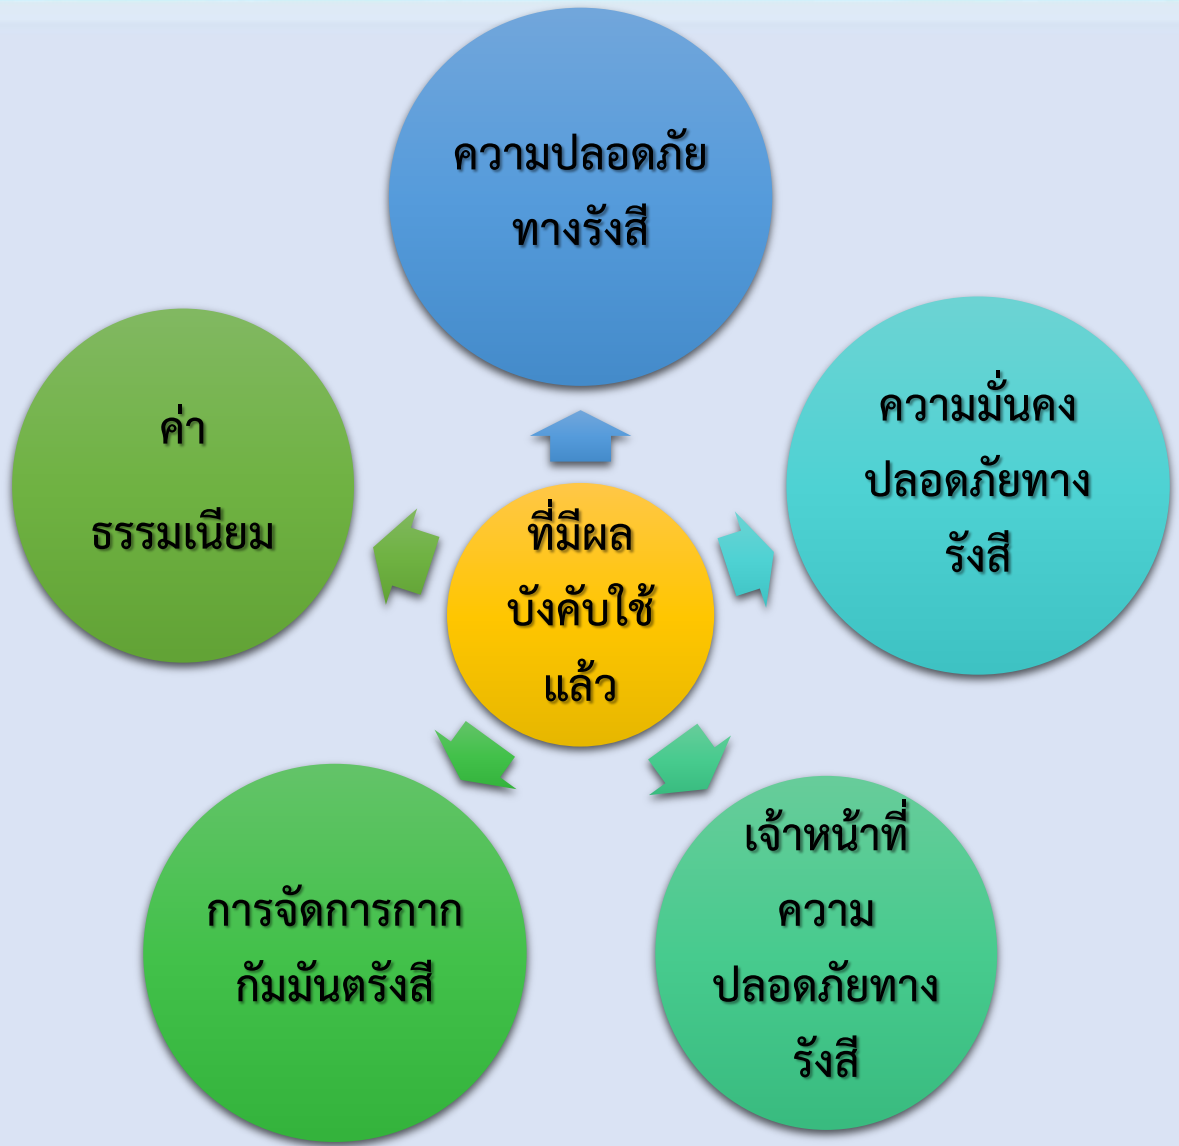 ความปลอดภัย
ทางรังสี
ความมั่นคง
ปลอดภัยทาง
รังสี
เจ้าหน้าที่
ความ
ปลอดภัยทาง
รังสี
การจัดการกาก
กัมมันตรังสี
ค่า
ธรรมเนียม
ที่มีผล
บังคับใช้
แล้ว